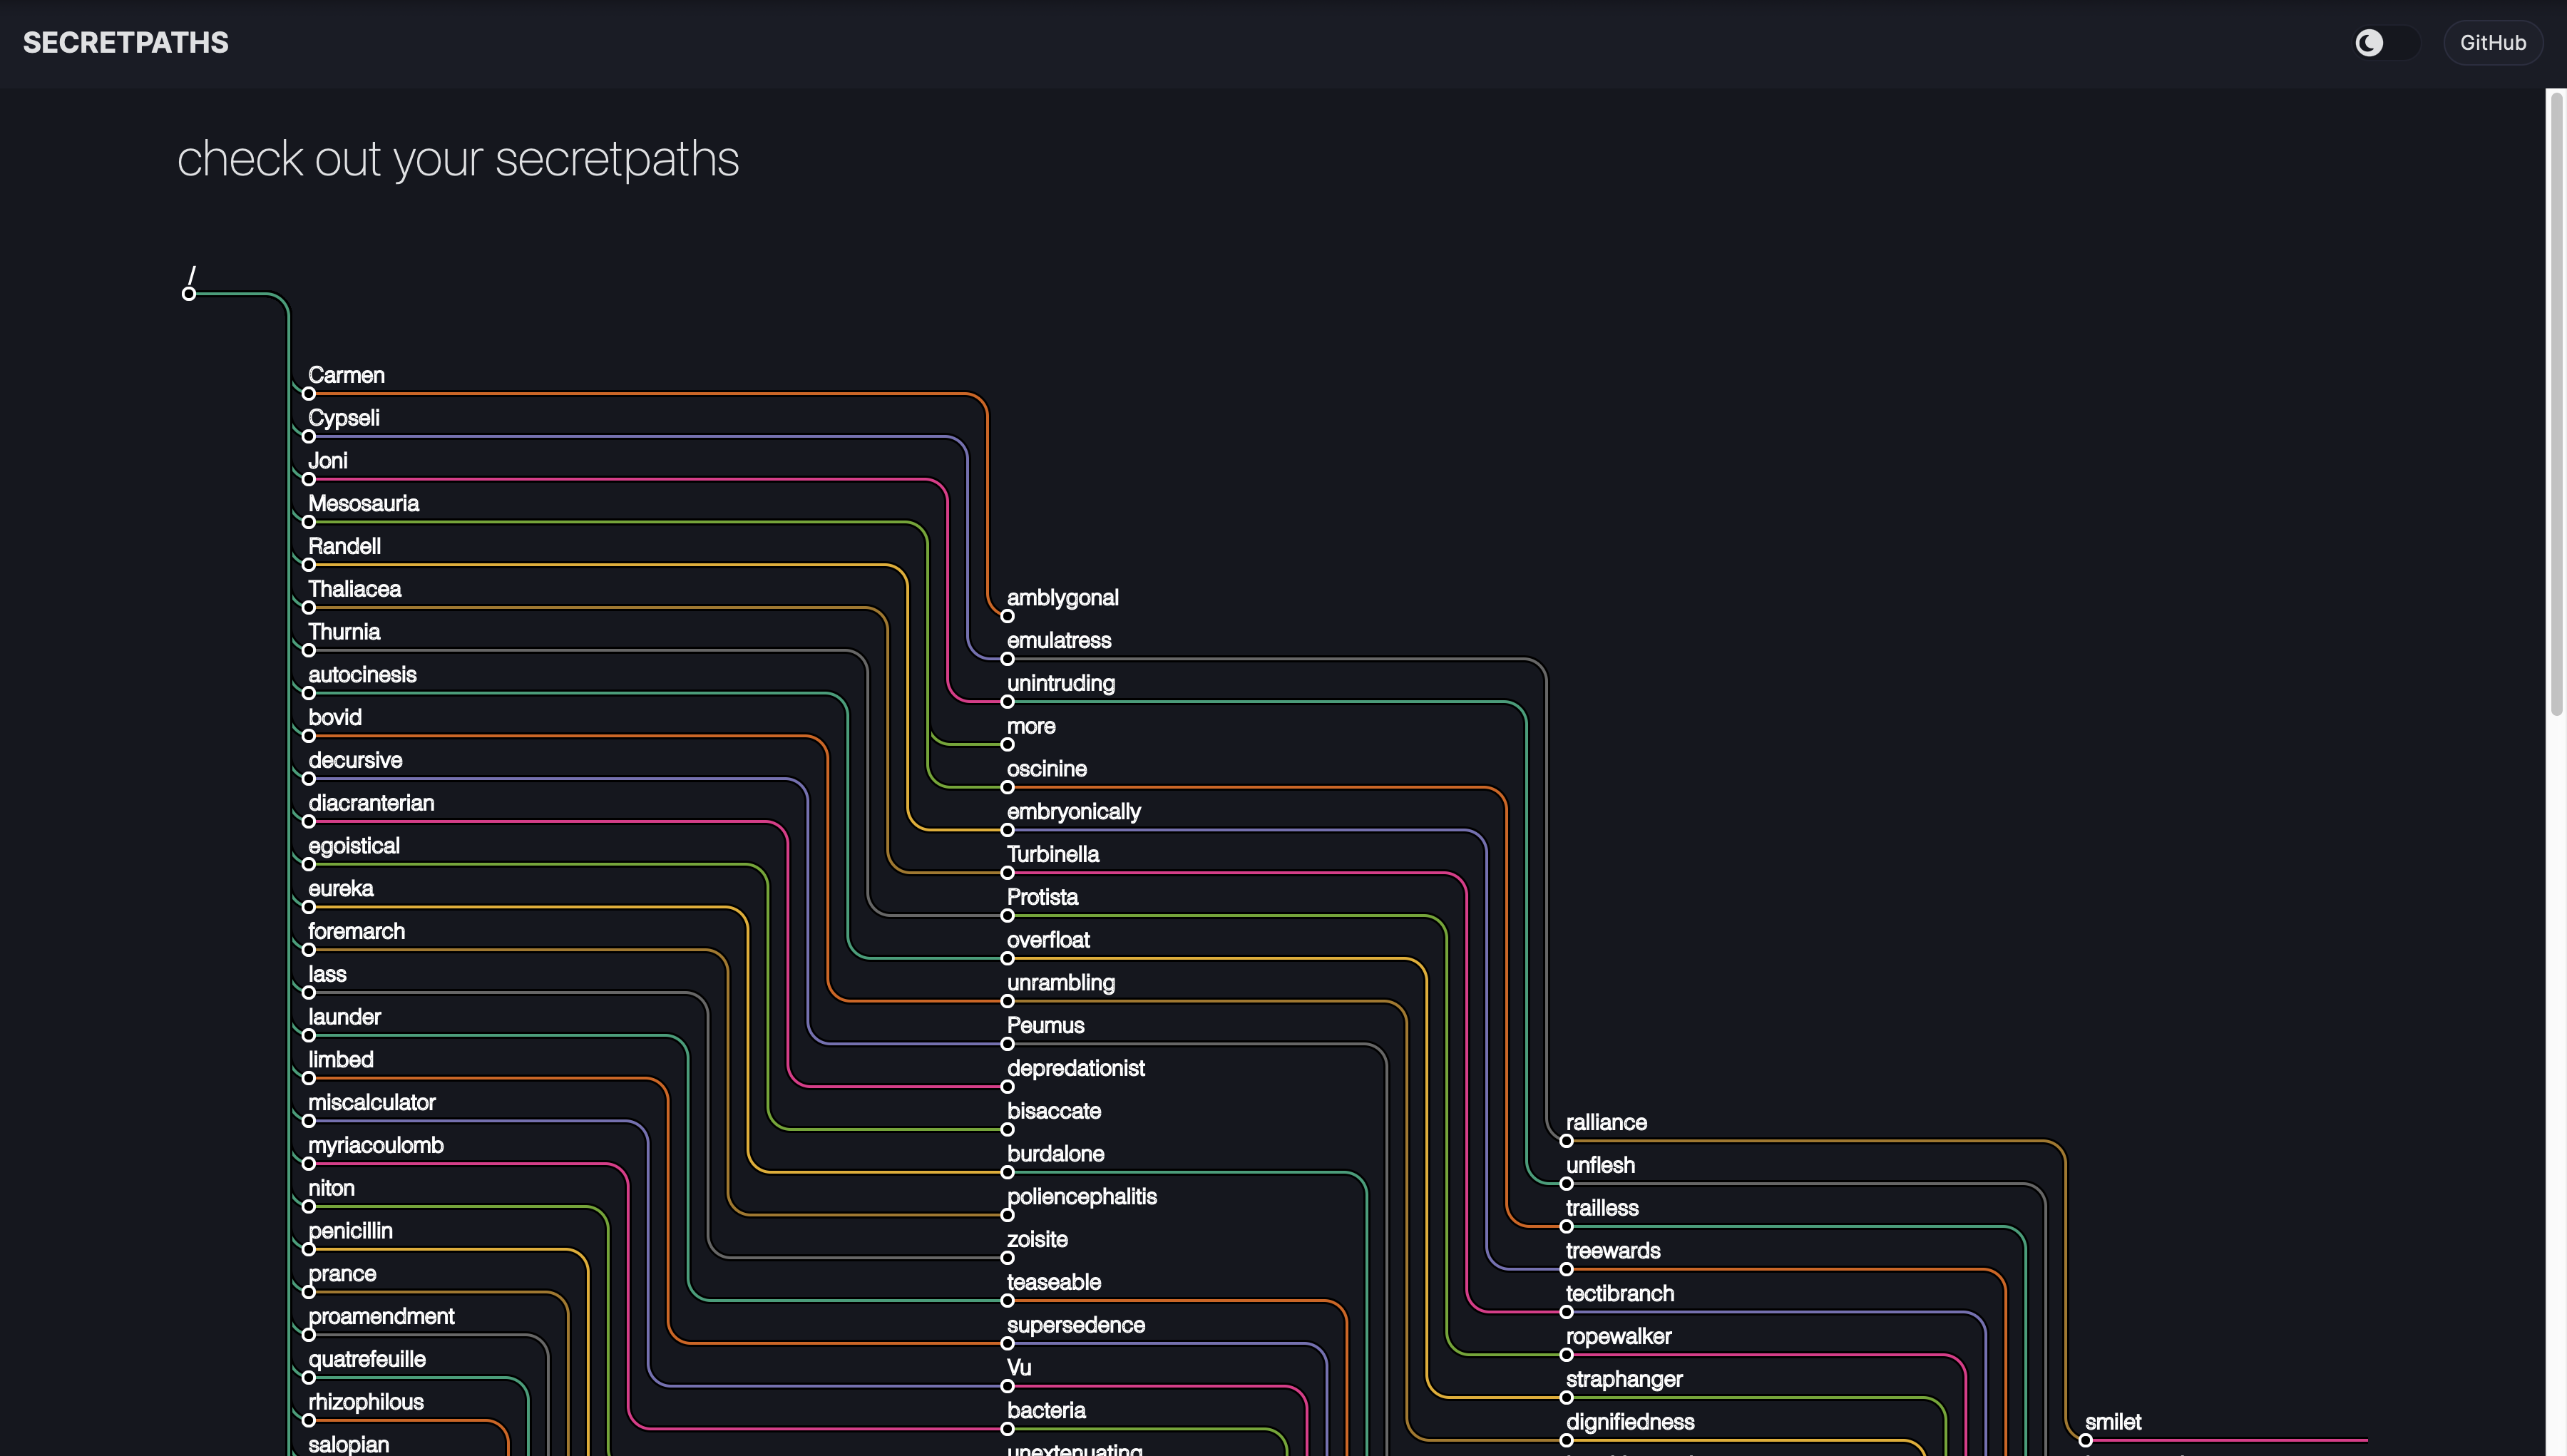 SECRETPATHS
GitHub
check out your secretpaths
/
Carmen
Cypseli
Joni
Mesosauria
Randell
Thaliacea
Thurnia
autocinesis
bovid
decursive
diacranterian
egoistical
eureka
foremarch
lass
launder
limbed
miscalculator
myriacoulomb
niton
penicillin
prance
proamendment
quatrefeuille
rhizophilous
salopian
amblygonal
emulatress
unintruding
more
oscinine
embryonically
Turbinella
Protista
overfloat
unrambling
Peumus
depredationist
bisaccate
burdalone
poliencephalitis
zoisite
teaseable
supersedence
Vu
bacteria
unextenuating
ralliance
unflesh
trailless
treewards
tectibranch
ropewalker
straphanger
dignifiedness
smilet